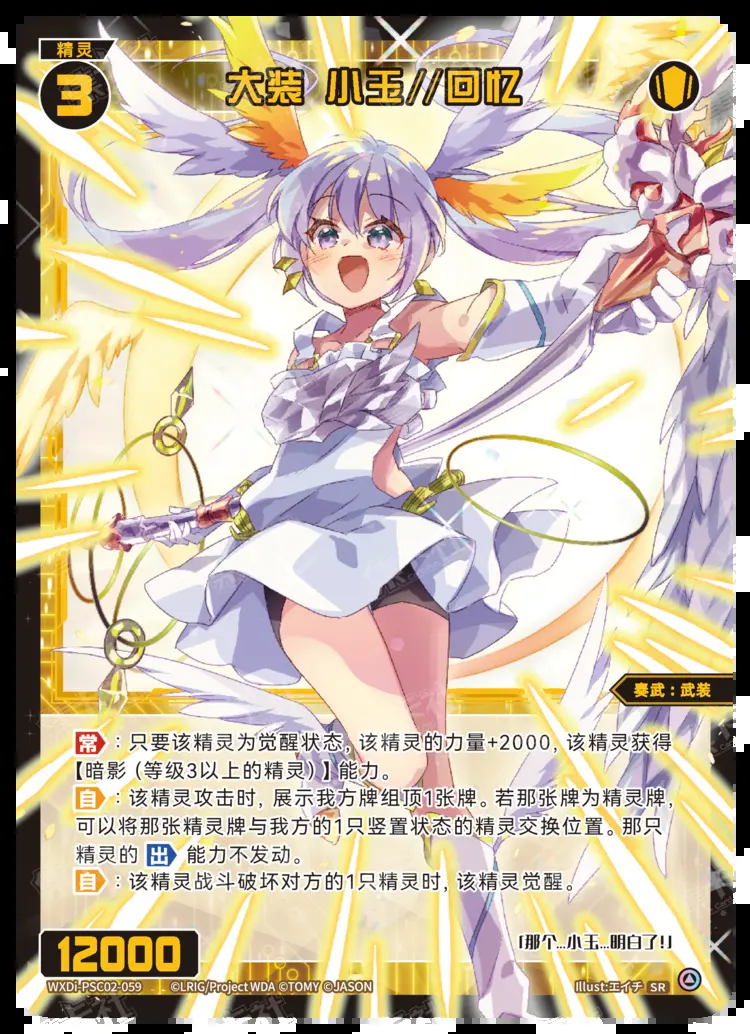 精灵
3
大装 小玉//回忆
奏武：武装
常：只要该精灵为觉醒状态，该精灵的力量+2000，该精灵获得
【暗影（等级3以上的精灵）】能力。
自：该精灵攻击时，展示我方牌组顶1张牌。若那张牌为精灵牌，
可以将那张精灵牌与我方的1只竖置状态的精灵交换位置。那只
精灵的 出 能力不发动。
自：该精灵战斗破坏对方的1只精灵时，该精灵觉醒。
「那个...小玉...明白了!」
12000
WXDi-PSC02-059 ©LRIG/Project WDA ©TOMY ©JASON Illust:エイチ SR